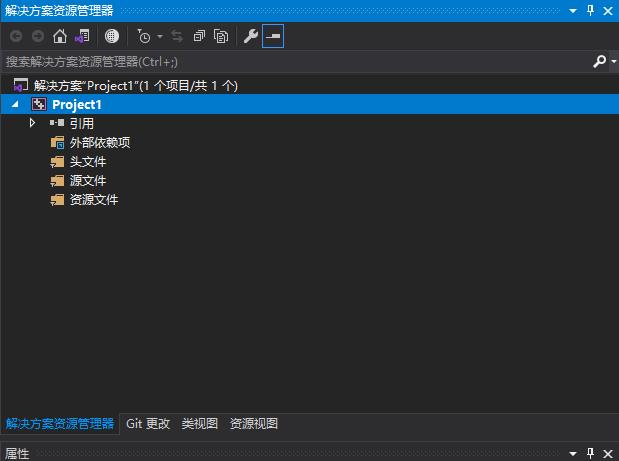 解决方案资源管理器
搜索解决方案资源管理器(Ctrl+;)
解决方案"Project1"(1 个项目/共 1 个)
Project1
引用
外部依赖项
头文件
源文件
资源文件
解决方案资源管理器 Git 更改 类视图 资源视图
属性